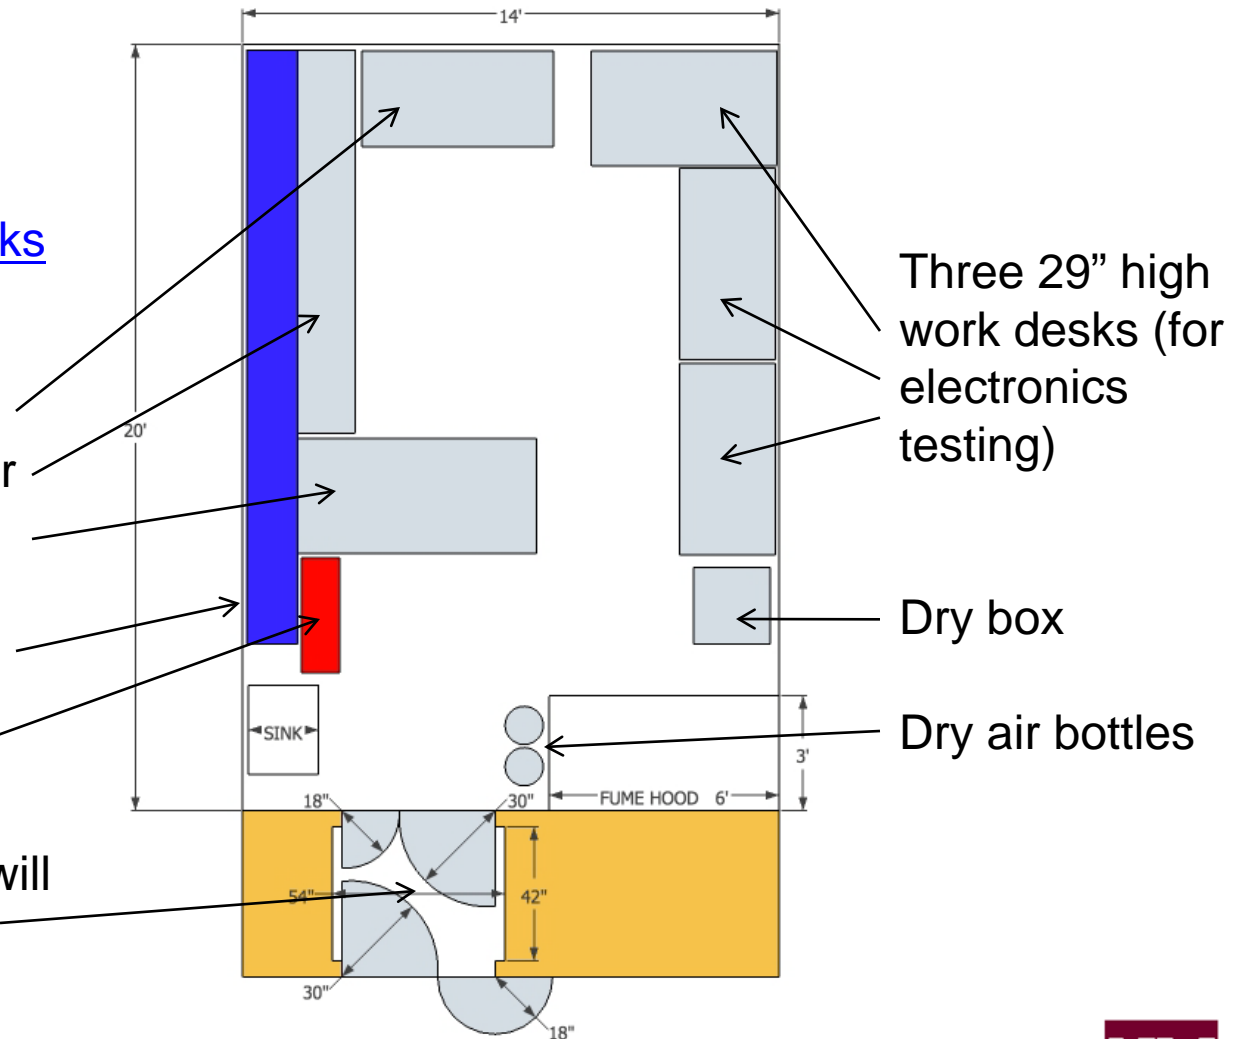 14'
ks
Three 29” high
work desks (for
electronics
testing)
20'
r
Dry box
SINK
Dry air bottles
3'
18"
30"
FUME HOOD 6'
will
54"
42"
30"
18"